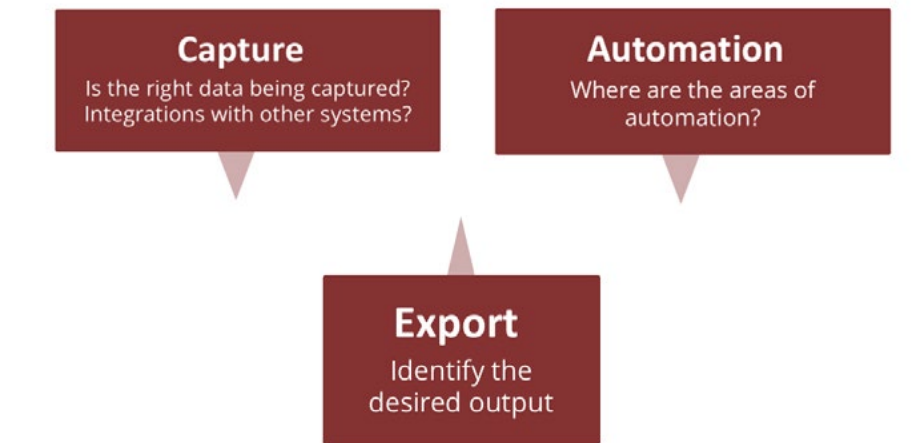 Capture
Is the right data being captured?
Integrations with other systems?
Automation
Where are the areas of
automation?
Export
Identify the
desired output